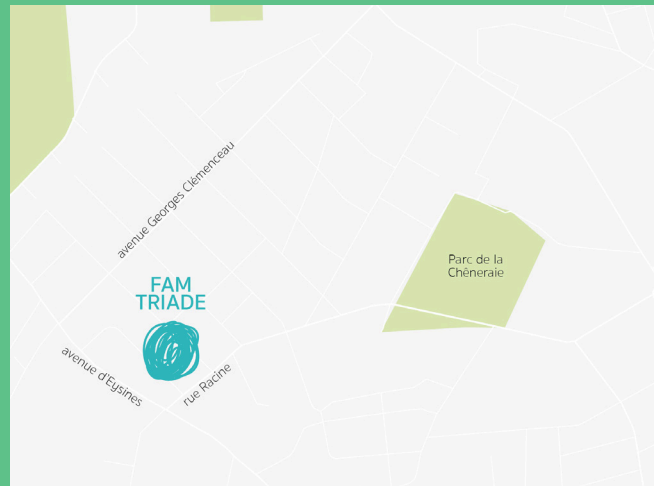 avenue Georges Clémenceau
Parc de la
Chêneraie
FAM
TRIADE
avenue d'Eysines
rue Racine